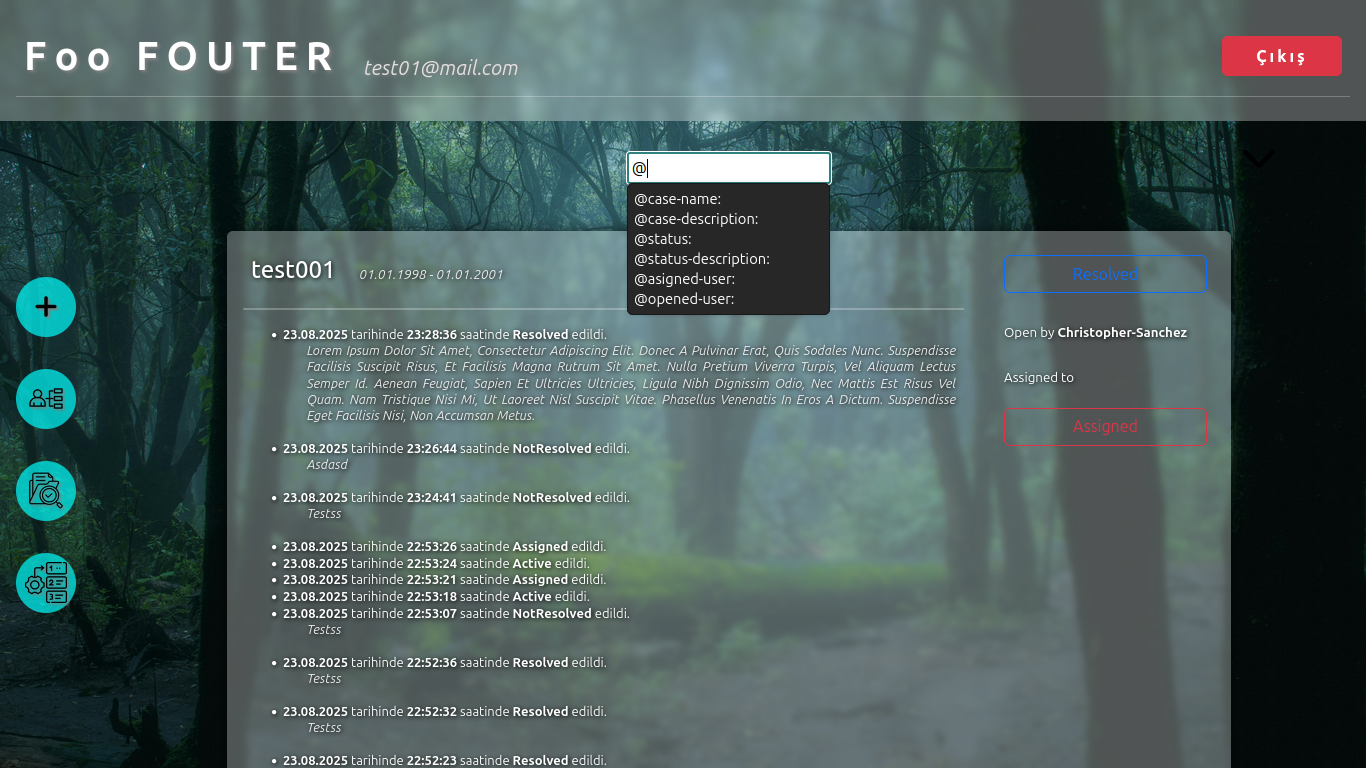 Foo FOUTER
test01@mail.com
Çıkış
@
@case-name:
@case-description:
@status:
@status-description:
@asigned-user:
@opened-user:
test001
01.01.1998 - 01.01.2001
Resolved
Open by Christopher-Sanchez
Assigned to
Assigned
• 23.08.2025 tarihinde 23:28:36 saatinde Resolved edildi.
Lorem Ipsum Dolor Sit Amet, Consectetur Adipiscing Elit. Donec A Pulvinar Erat, Quis Sodales Nunc. Suspendisse
Facilisis Suscipit Risus, Et Facilisis Magna Rutrum Sit Amet. Nulla Pretium Viverra Turpis, Vel Aliquam Lectus
Semper Id. Aenean Feugiat, Sapien Et Ultricies Ultricies, Ligula Nibh Dignissim Odio, Nec Mattis Est Risus Vel
Quam. Nam Tristique Nisi Mi, Ut Laoreet Nisl Suscipit Vitae. Phasellus Venenatis In Eros A Dictum. Suspendisse
Eget Facilisis Nisi, Non Accumsan Metus.
• 23.08.2025 tarihinde 23:26:44 saatinde NotResolved edildi.
Asdasd
• 23.08.2025 tarihinde 23:24:41 saatinde NotResolved edildi.
Testss
• 23.08.2025 tarihinde 22:53:26 saatinde Assigned edildi.
• 23.08.2025 tarihinde 22:53:24 saatinde Active edildi.
• 23.08.2025 tarihinde 22:53:21 saatinde Assigned edildi.
• 23.08.2025 tarihinde 22:53:18 saatinde Active edildi.
• 23.08.2025 tarihinde 22:53:07 saatinde NotResolved edildi.
Testss
• 23.08.2025 tarihinde 22:52:36 saatinde Resolved edildi.
Testss
• 23.08.2025 tarihinde 22:52:32 saatinde Resolved edildi.
Testss
• 23.08.2025 tarihinde 22:52:23 saatinde Resolved edildi.